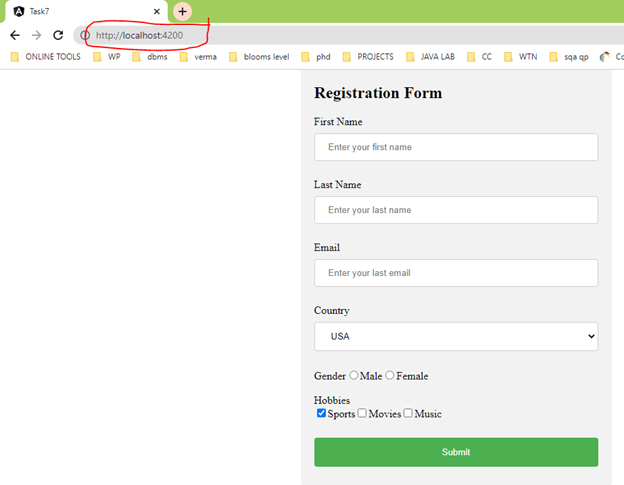 Task7
http://localhost:4200
ONLINE TOOLS WP dbms verma blooms level phd PROJECTS JAVA LAB CC WTN sqa qp Co
Registration Form
First Name
Enter your first name
Last Name
Enter your last name
Email
Enter your last email
Country
USA
Gender Male Female
Hobbies
Sports Movies Music
Submit